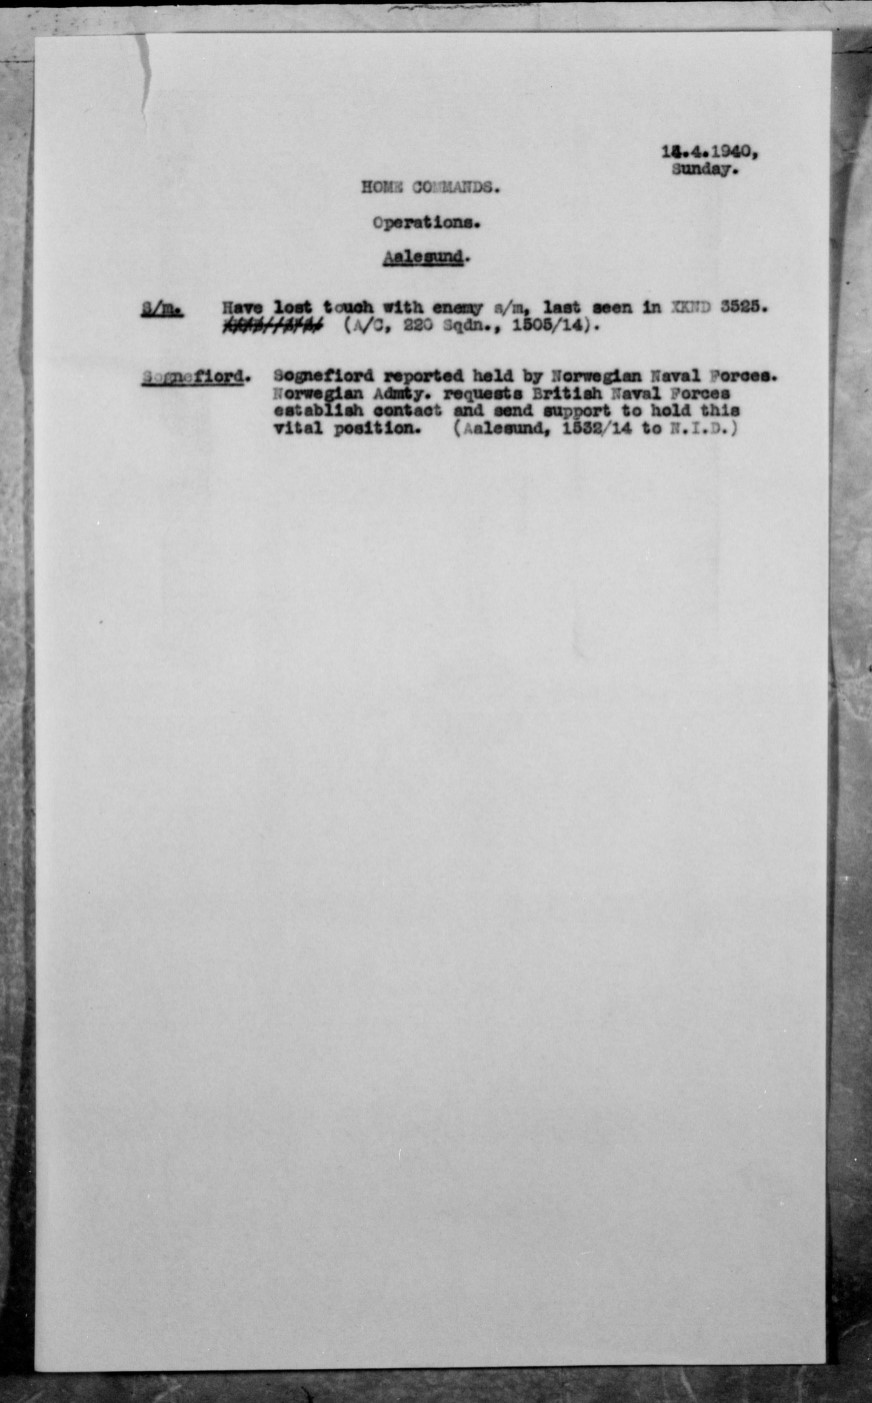 14.4.1940,
Sunday.
HOME COMMANDS.
Operations.
Aalesund.
S/m. Have lost touch with enemy s/m, last seen in XKND 3525.
(A/C, 220 Sqdn., 1505/14).
Sognefiord. Sognefiord reported held by Norwegian Naval Forces.
Norwegian Admty. requests British Naval Forces
establish contact and send support to hold this
vital position. (Aalesund, 1532/14 to N.I.D.)